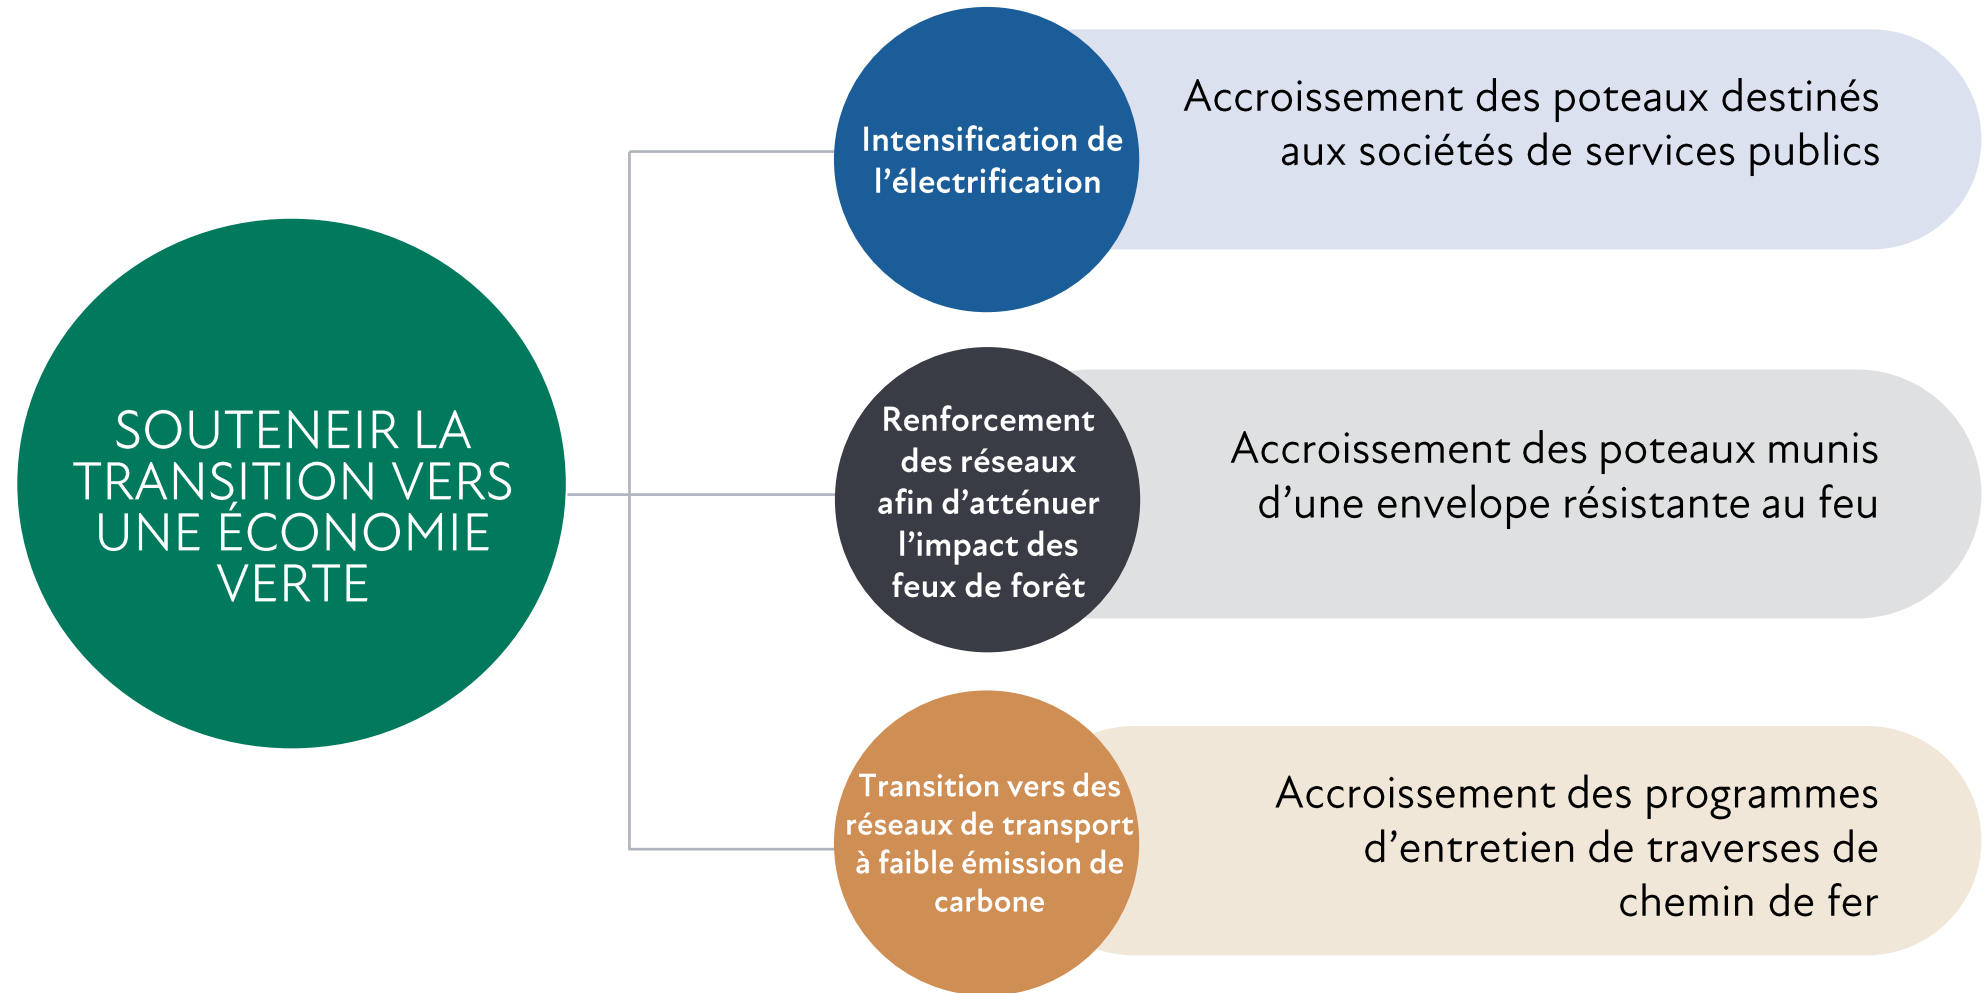 SOUTENEIR LA
TRANSITION VERS
UNE ÉCONOMIE
VERTE
Intensification de
l’électrification
Accroissement des poteaux destinés
aux sociétés de services publics
Renforcement
des réseaux
afin d’atténuer
l’impact des
feux de forêt
Accroissement des poteaux munis
d’une envelope résistante au feu
Transition vers des
réseaux de transport
à faible émission de
carbone
Accroissement des programmes
d’entretien de traverses de
chemin de fer